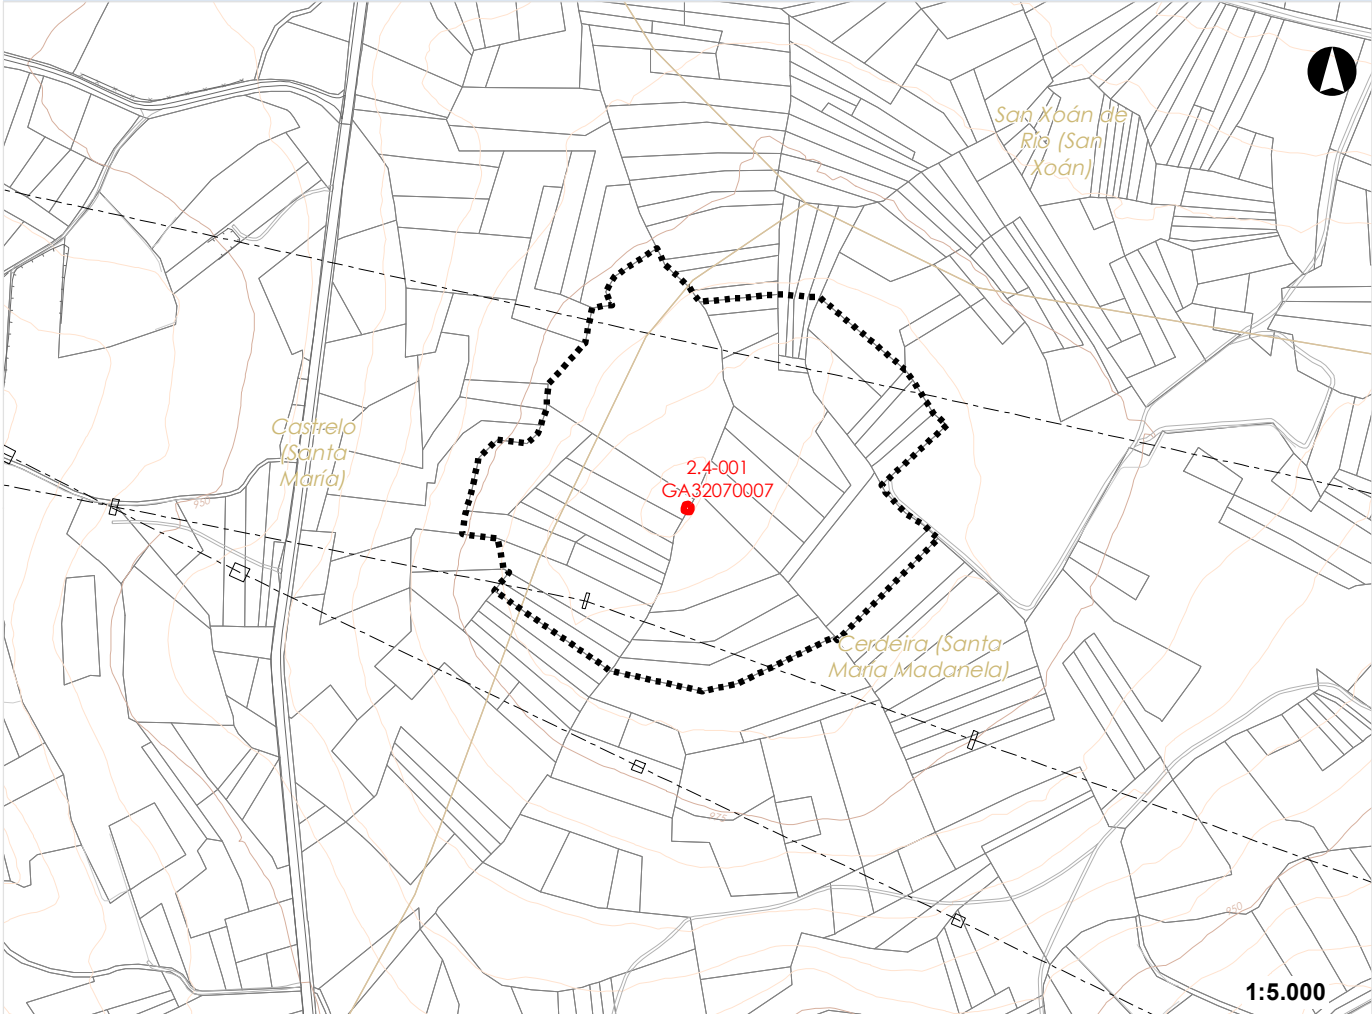 San Xoán de
Río (San
Xoán)
Castrelo
(Santa
María)
2.4-001
GA32070007
950
Cerdeira (Santa
María Madanela)
975
950
1:5.000